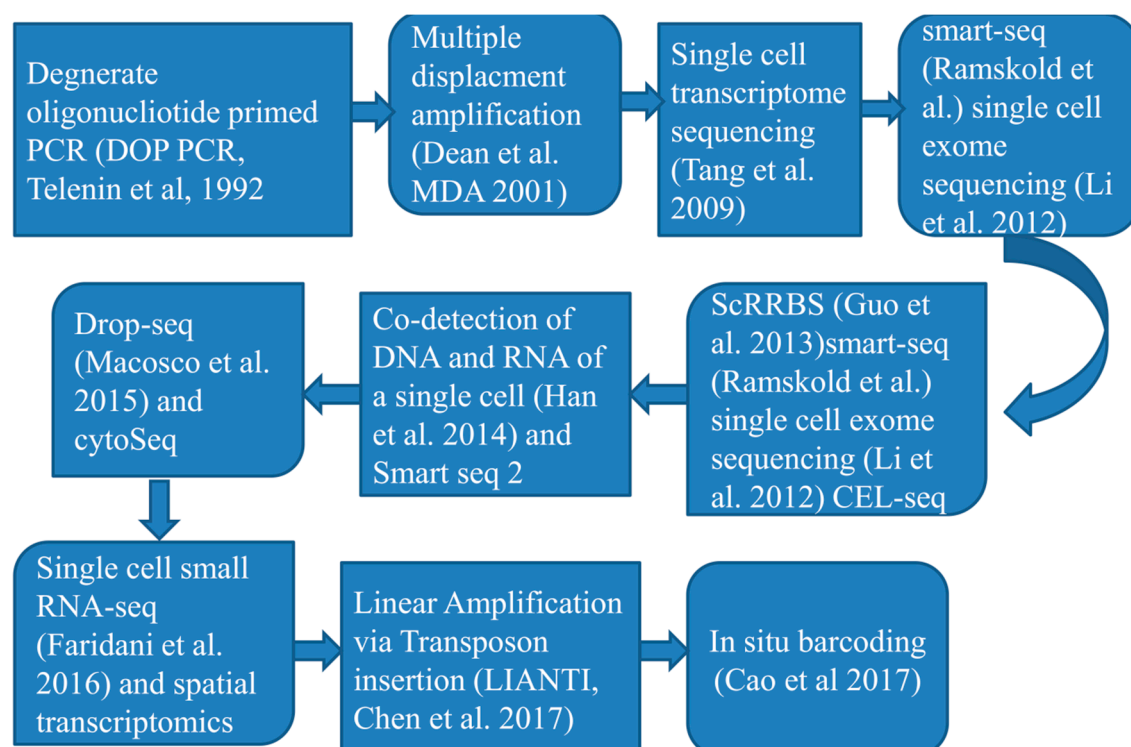 Degnerate
oligonucliotide primed
PCR (DOP PCR,
Telenin et al, 1992
Multiple
displacment
amplification
(Dean et al.
MDA 2001)
Single cell
transcriptome
sequencing
(Tang et al.
2009)
smart-seq
(Ramskold et
al.) single cell
exome
sequencing (Li
et al. 2012)
ScRRBS (Guo
et al. 2013)smart-seq
(Ramskold et al.)
single cell exome
sequencing (Li et
al. 2012) CEL-seq
Co-detection of
DNA and RNA of
a single cell (Han
et al. 2014) and
Smart seq 2
Drop-seq
(Macosco et al.
2015) and
cytoSeq
Single cell small
RNA-seq
(Faridani et al.
2016) and spatial
transcriptomics
Linear Amplification
via Transposon
insertion (LIANTI,
Chen et al. 2017)
In situ barcoding
(Cao et al 2017)